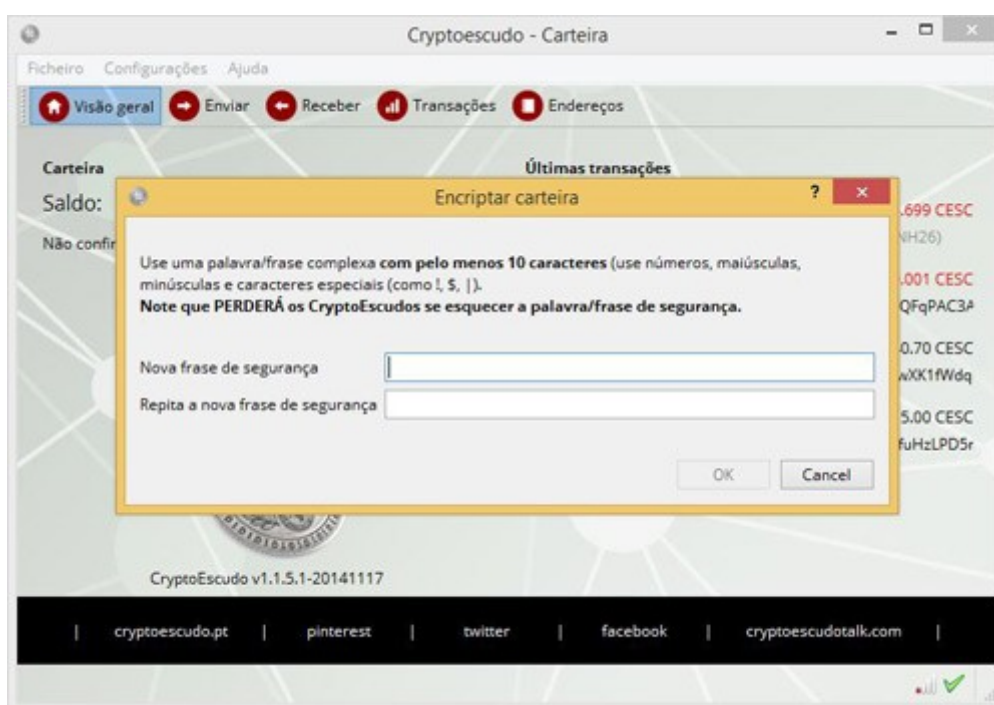 Cryptoescudo - Carteira
Ficheiro Configurações Ajuda
Visão geral Enviar Receber Transações Endereços
Carteira Últimas transações
Saldo:
.699 CESC
Não confir
NH26)
.001 CESC
QFqPAC3A
0.70 CESC
wXK1fWdq
5.00 CESC
fuHzLPD5r
Encriptar carteira ?
Use uma palavra/frase complexa com pelo menos 10 caracteres (use números, maiúsculas,
minúsculas e caracteres especiais (como !, $, |).
Note que PERDERÁ os CryptoEscudos se esquecer a palavra/frase de segurança.
Nova frase de segurança
Repita a nova frase de segurança
OK Cancel
CryptoEscudo v1.1.5.1-20141117
| cryptoescudo.pt | pinterest | twitter | facebook | cryptoescudotalk.com |